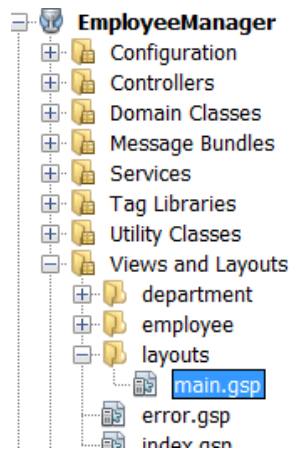 EmployeeManager
Configuration
Controllers
Domain Classes
Message Bundles
Services
Tag Libraries
Utility Classes
Views and Layouts
department
employee
layouts
main.gsp
error.gsp
index.gsp